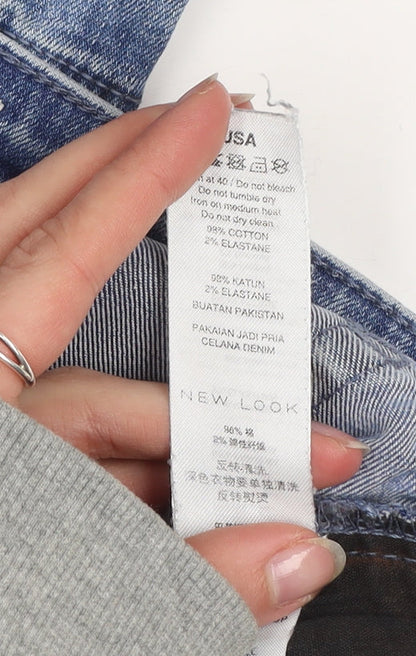 USA
at 40 / Do not bleach
Do not tumble dry
Iron on medium heat
Do not dry clean
98% COTTON
2% ELASTANE
98% KATUN
2% ELASTANE
BUATAN PAKISTAN
PAKAIAN JADI PRIA
CELANA DENIM
NEW LOOK
98% 棉
2% 弹性纤维
反转清洗
深色衣物要单独清洗
反转熨烫